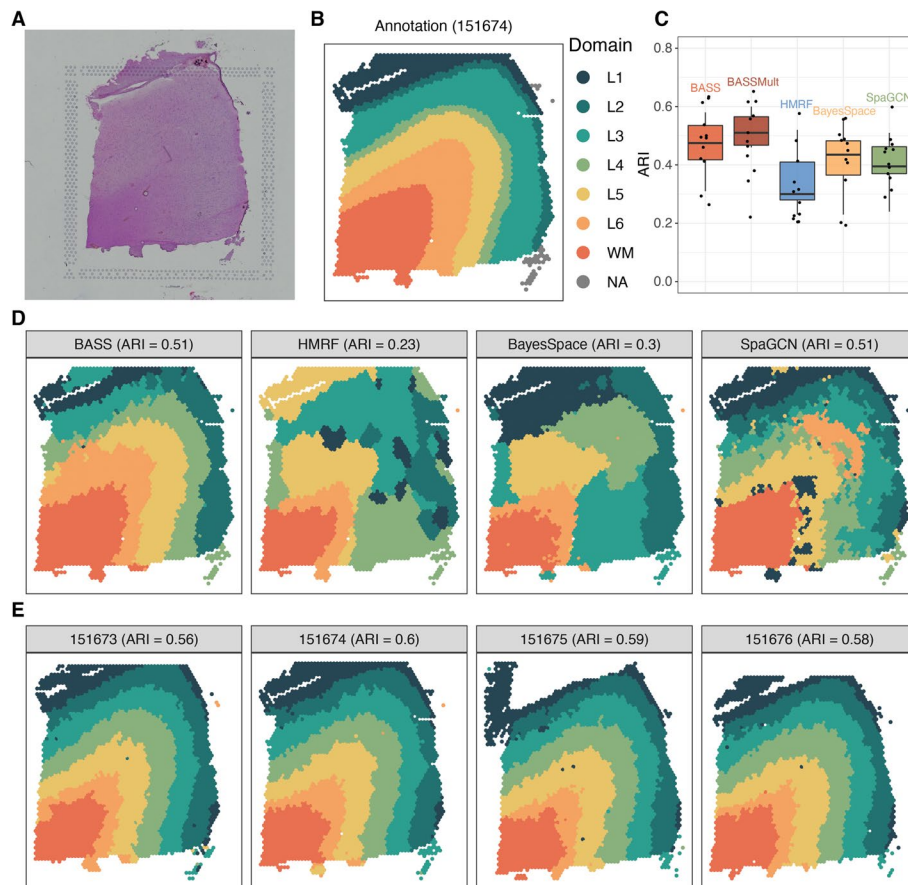 A
B
Annotation (151674)
Domain
L1
L2
L3
L4
L5
L6
WM
NA
C
ARI
0.8
0.6
0.4
0.2
0.0
BASS
BASSMult
HMRF
BayesSpace
SpaGCN
D
BASS (ARI = 0.51)
HMRF (ARI = 0.23)
BayesSpace (ARI = 0.3)
SpaGCN (ARI = 0.51)
E
151673 (ARI = 0.56)
151674 (ARI = 0.6)
151675 (ARI = 0.59)
151676 (ARI = 0.58)